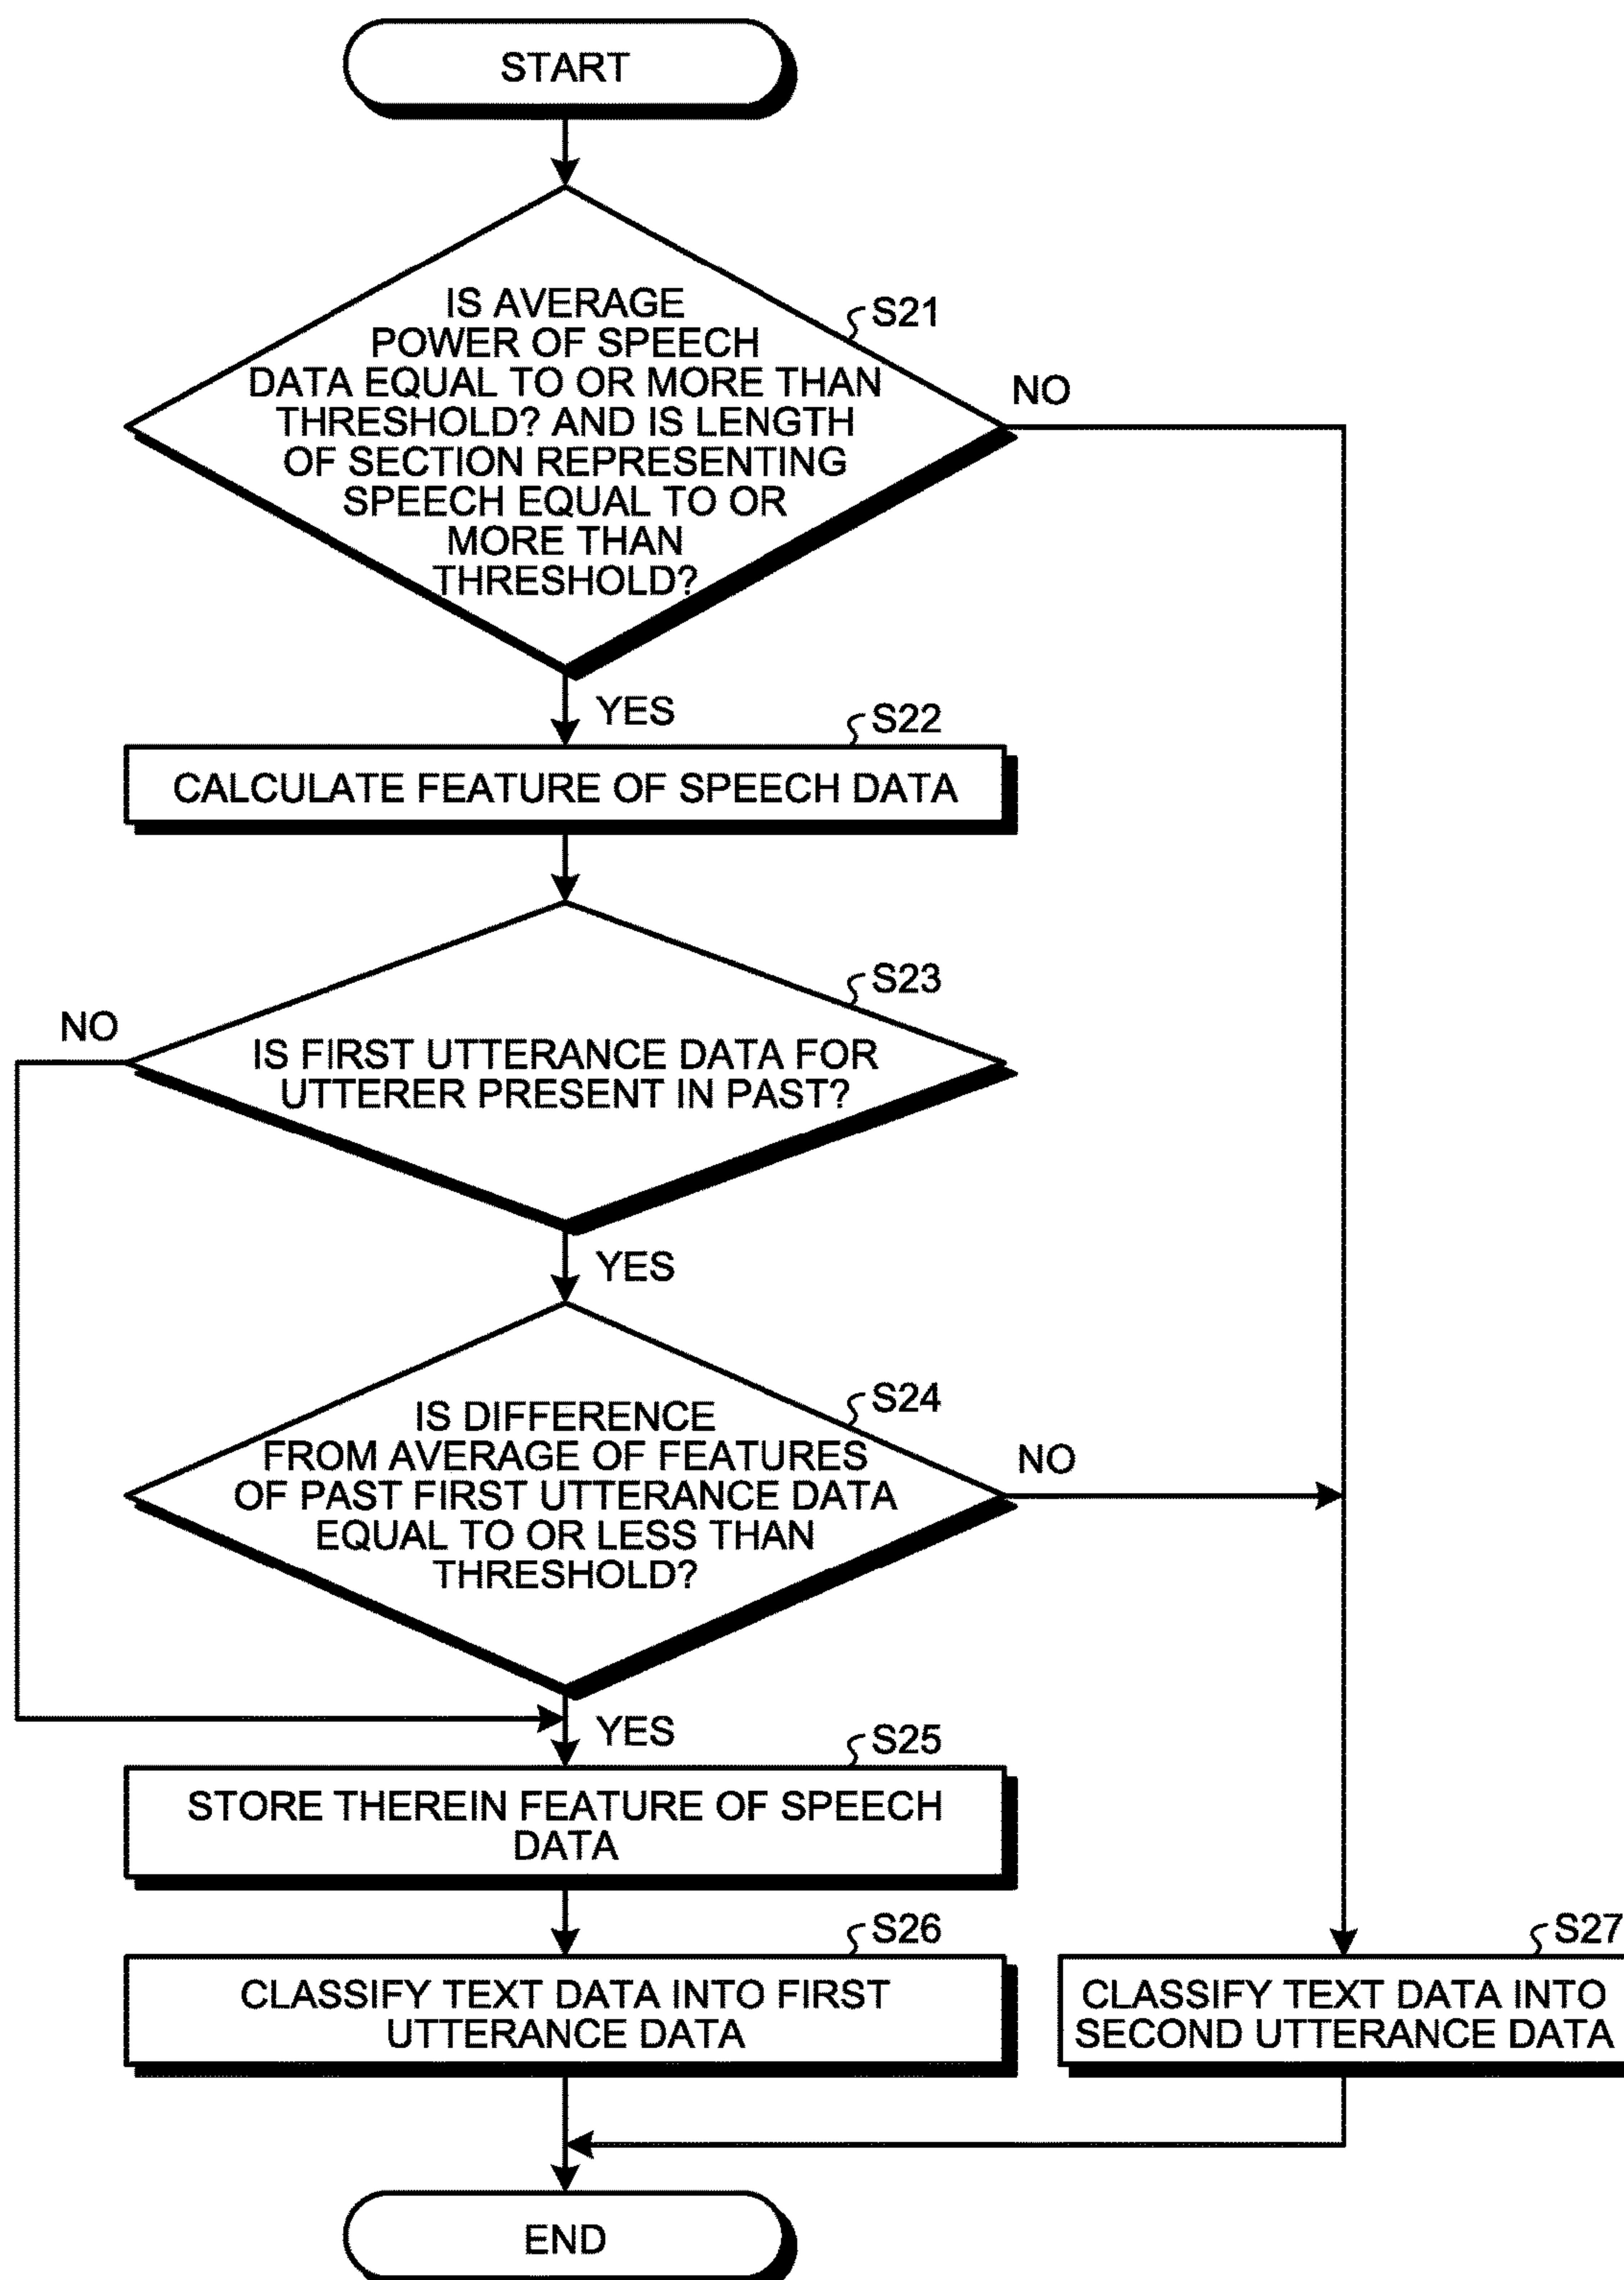 START
IS AVERAGE
POWER OF SPEECH
DATA EQUAL TO OR MORE THAN
THRESHOLD? AND IS LENGTH
OF SECTION REPRESENTING
SPEECH EQUAL TO OR
MORE THAN
THRESHOLD?
S21
NO
YES
S22
CALCULATE FEATURE OF SPEECH DATA
S23
NO
IS FIRST UTTERANCE DATA FOR
UTTERER PRESENT IN PAST?
YES
S24
IS DIFFERENCE
FROM AVERAGE OF FEATURES
OF PAST FIRST UTTERANCE DATA
EQUAL TO OR LESS THAN
THRESHOLD?
NO
YES
S25
STORE THEREIN FEATURE OF SPEECH
DATA
S26
CLASSIFY TEXT DATA INTO FIRST
UTTERANCE DATA
S27
CLASSIFY TEXT DATA INTO
SECOND UTTERANCE DATA
END